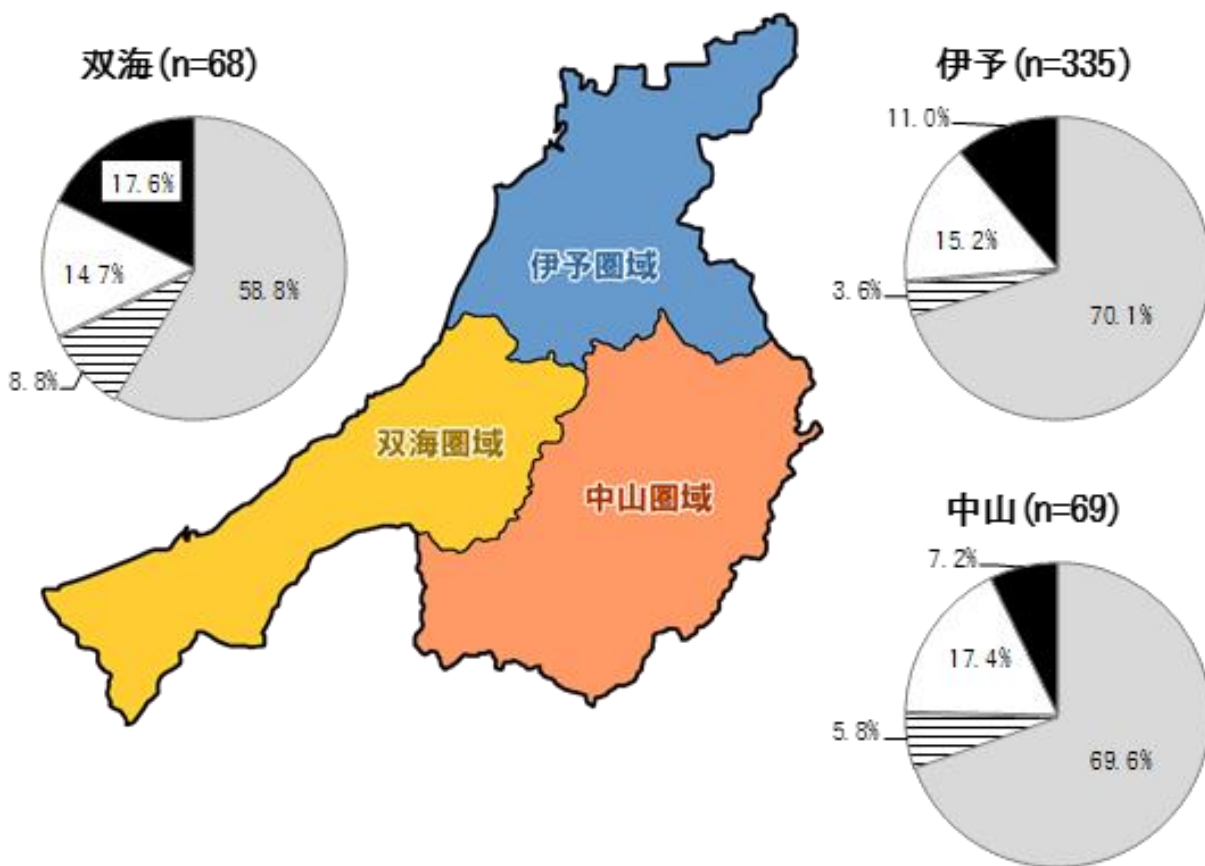 双海(n=68)
17.6%
14.7%
58.8%
8.8%
伊予(n=335)
11.0%
15.2%
3.6%
70.1%
伊予圏域
双海圏域
中山圏域
中山(n=69)
7.2%
17.4%
5.8%
69.6%